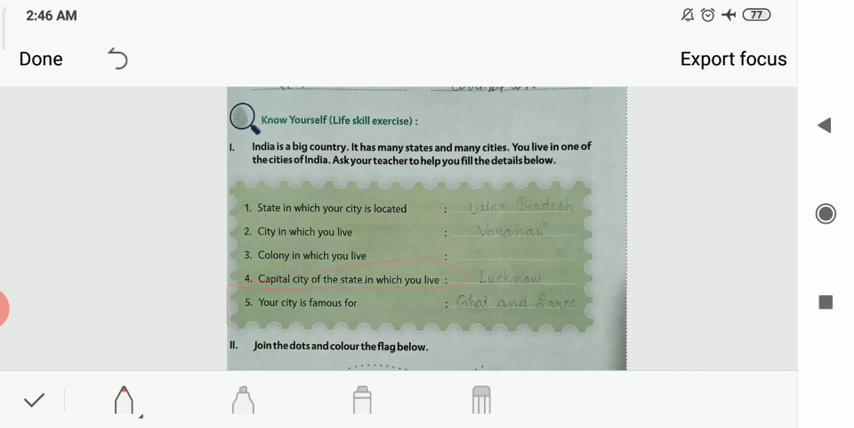 2:46 AM
77
Done
Export focus
Know Yourself (Life skill exercise) :
I. India is a big country. It has many states and many cities. You live in one of
the cities of India. Ask your teacher to help you fill the details below.
1. State in which your city is located : Uttar Pradesh
2. City in which you live : Varanasi
3. Colony in which you live :
4. Capital city of the state in which you live : Lucknow
5. Your city is famous for : Ghat and Saree
II. Join the dots and colour the flag below.